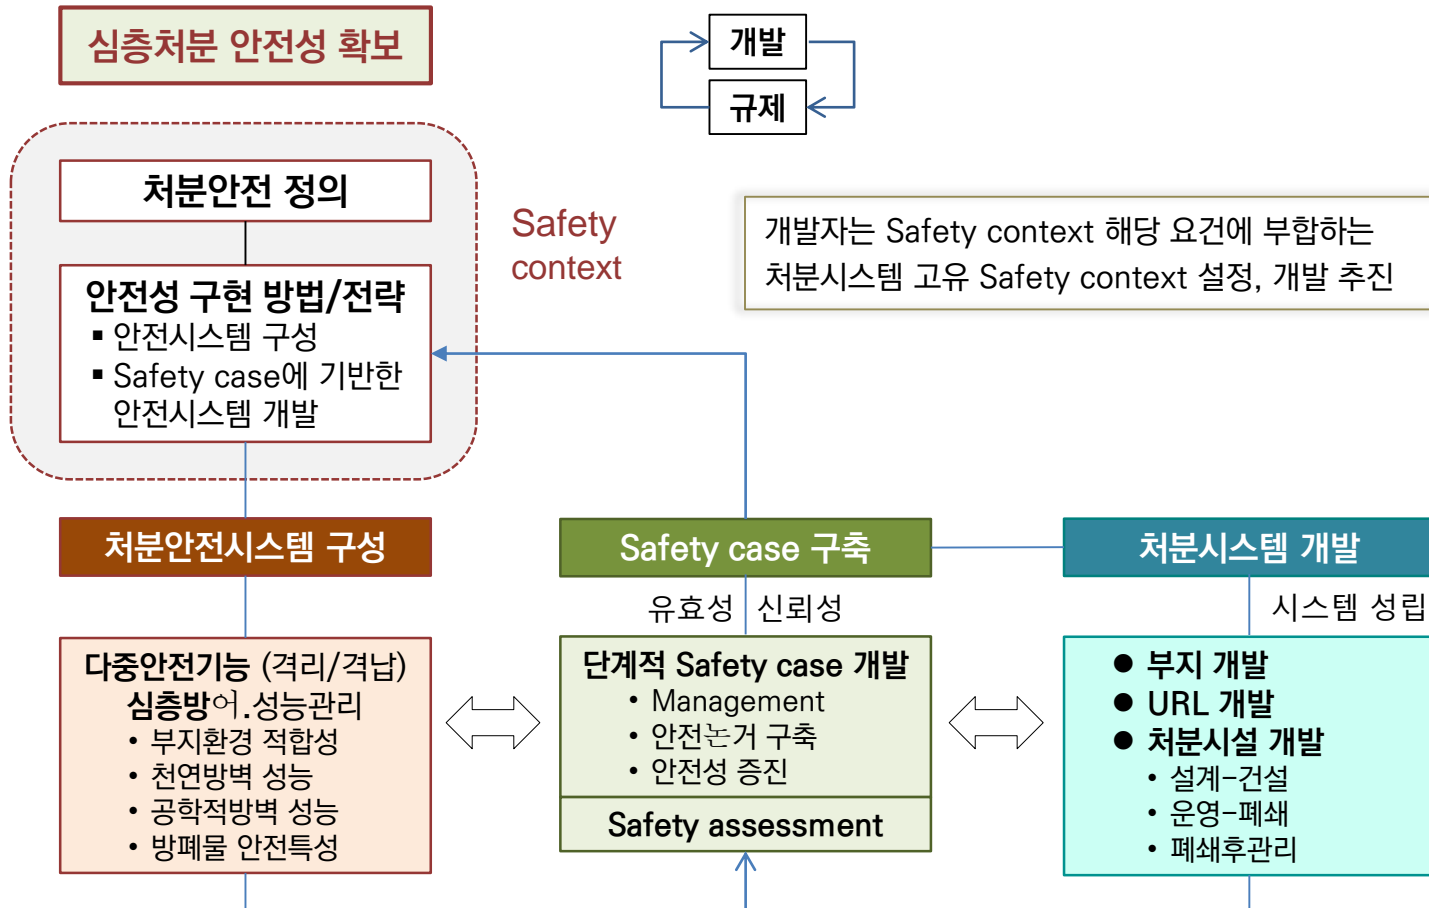 심층처분 안전성 확보
개발
규제
처분안전 정의
안전성 구현 방법/전략
▪ 안전시스템 구성
▪ Safety case에 기반한
안전시스템 개발
Safety
context
개발자는 Safety context 해당 요건에 부합하는
처분시스템 고유 Safety context 설정, 개발 추진
처분안전시스템 구성
다중안전기능 (격리/격납)
심층방어.성능관리
• 부지환경 적합성
• 천연방벽 성능
• 공학적방벽 성능
• 방폐물 안전특성
Safety case 구축
유효성 신뢰성
단계적 Safety case 개발
• Management
• 안전논거 구축
• 안전성 증진
Safety assessment
처분시스템 개발
시스템 성립
● 부지 개발
● URL 개발
● 처분시설 개발
• 설계-건설
• 운영-폐쇄
• 폐쇄후관리